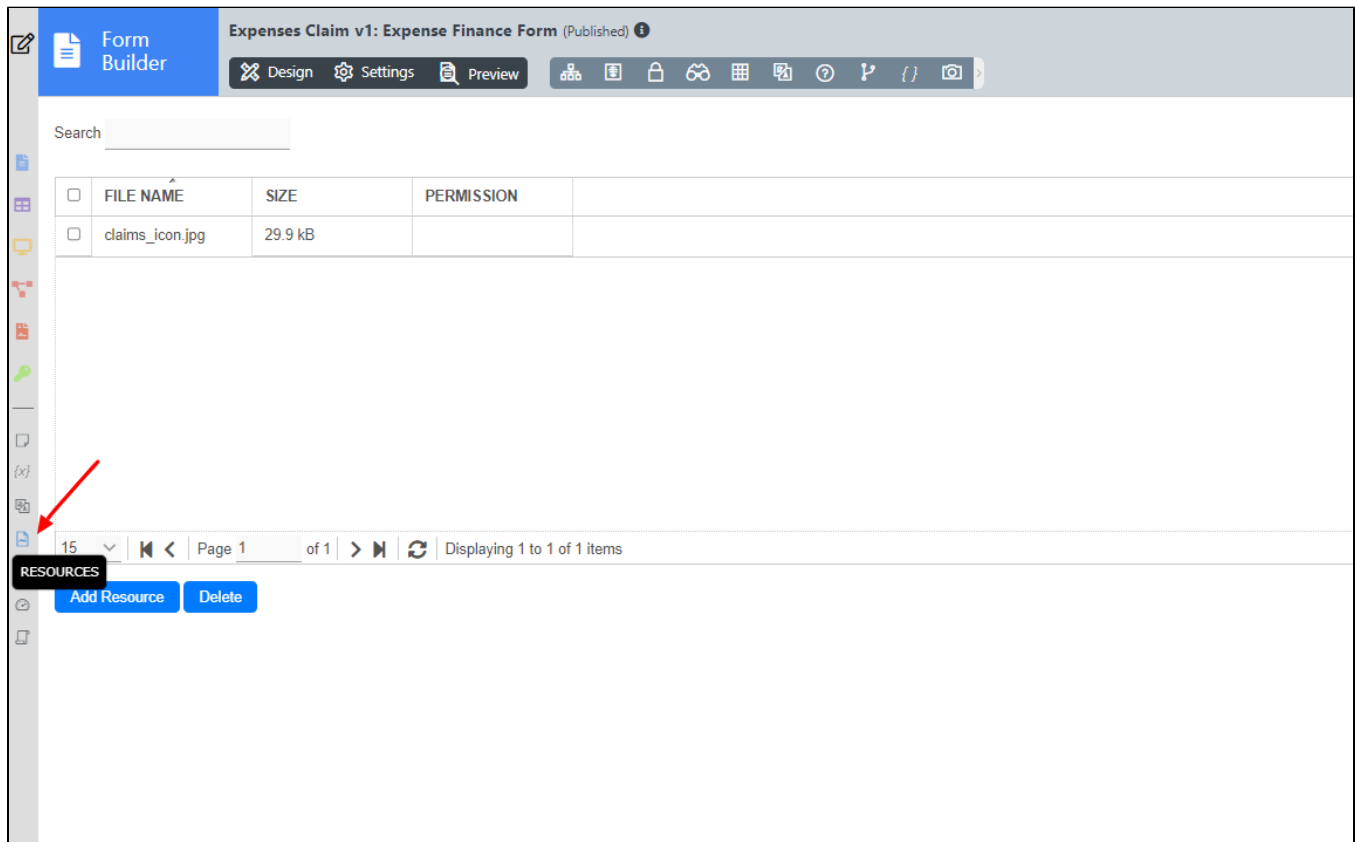 Form
Builder
Expenses Claim v1: Expense Finance Form (Published)
Design Settings Preview
Search
FILE NAME SIZE PERMISSION
claims_icon.jpg 29.9 kB
{x}
15 Page 1 of 1 Displaying 1 to 1 of 1 items
RESOURCES
Add Resource Delete